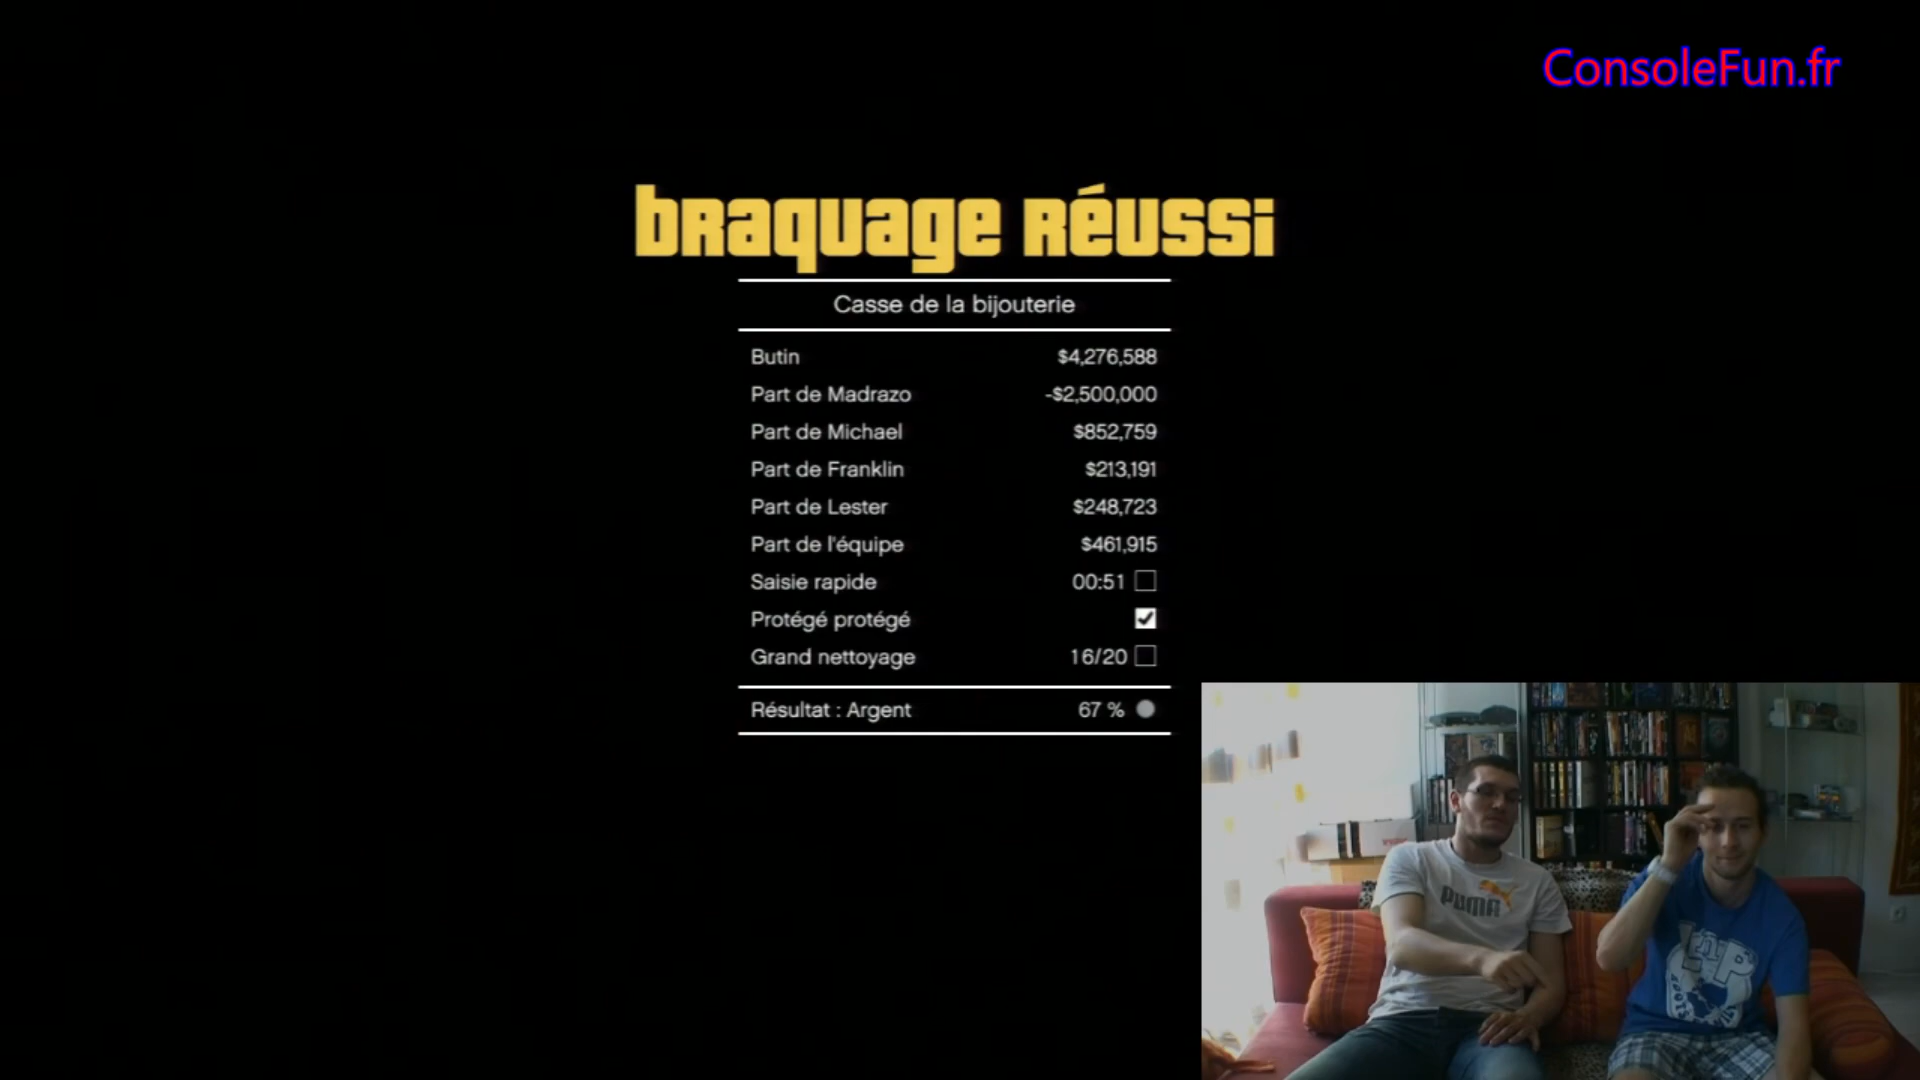 ConsoleFun.fr
Braquage réussi
Casse de la bijouterie
Butin $4,276,588
Part de Madrazo -$2,500,000
Part de Michael $852,759
Part de Franklin $213,191
Part de Lester $248,723
Part de l'équipe $461,915
Saisie rapide 00:51
Protégé protégé
Grand nettoyage 16/20
Résultat : Argent 67 %
PUMA